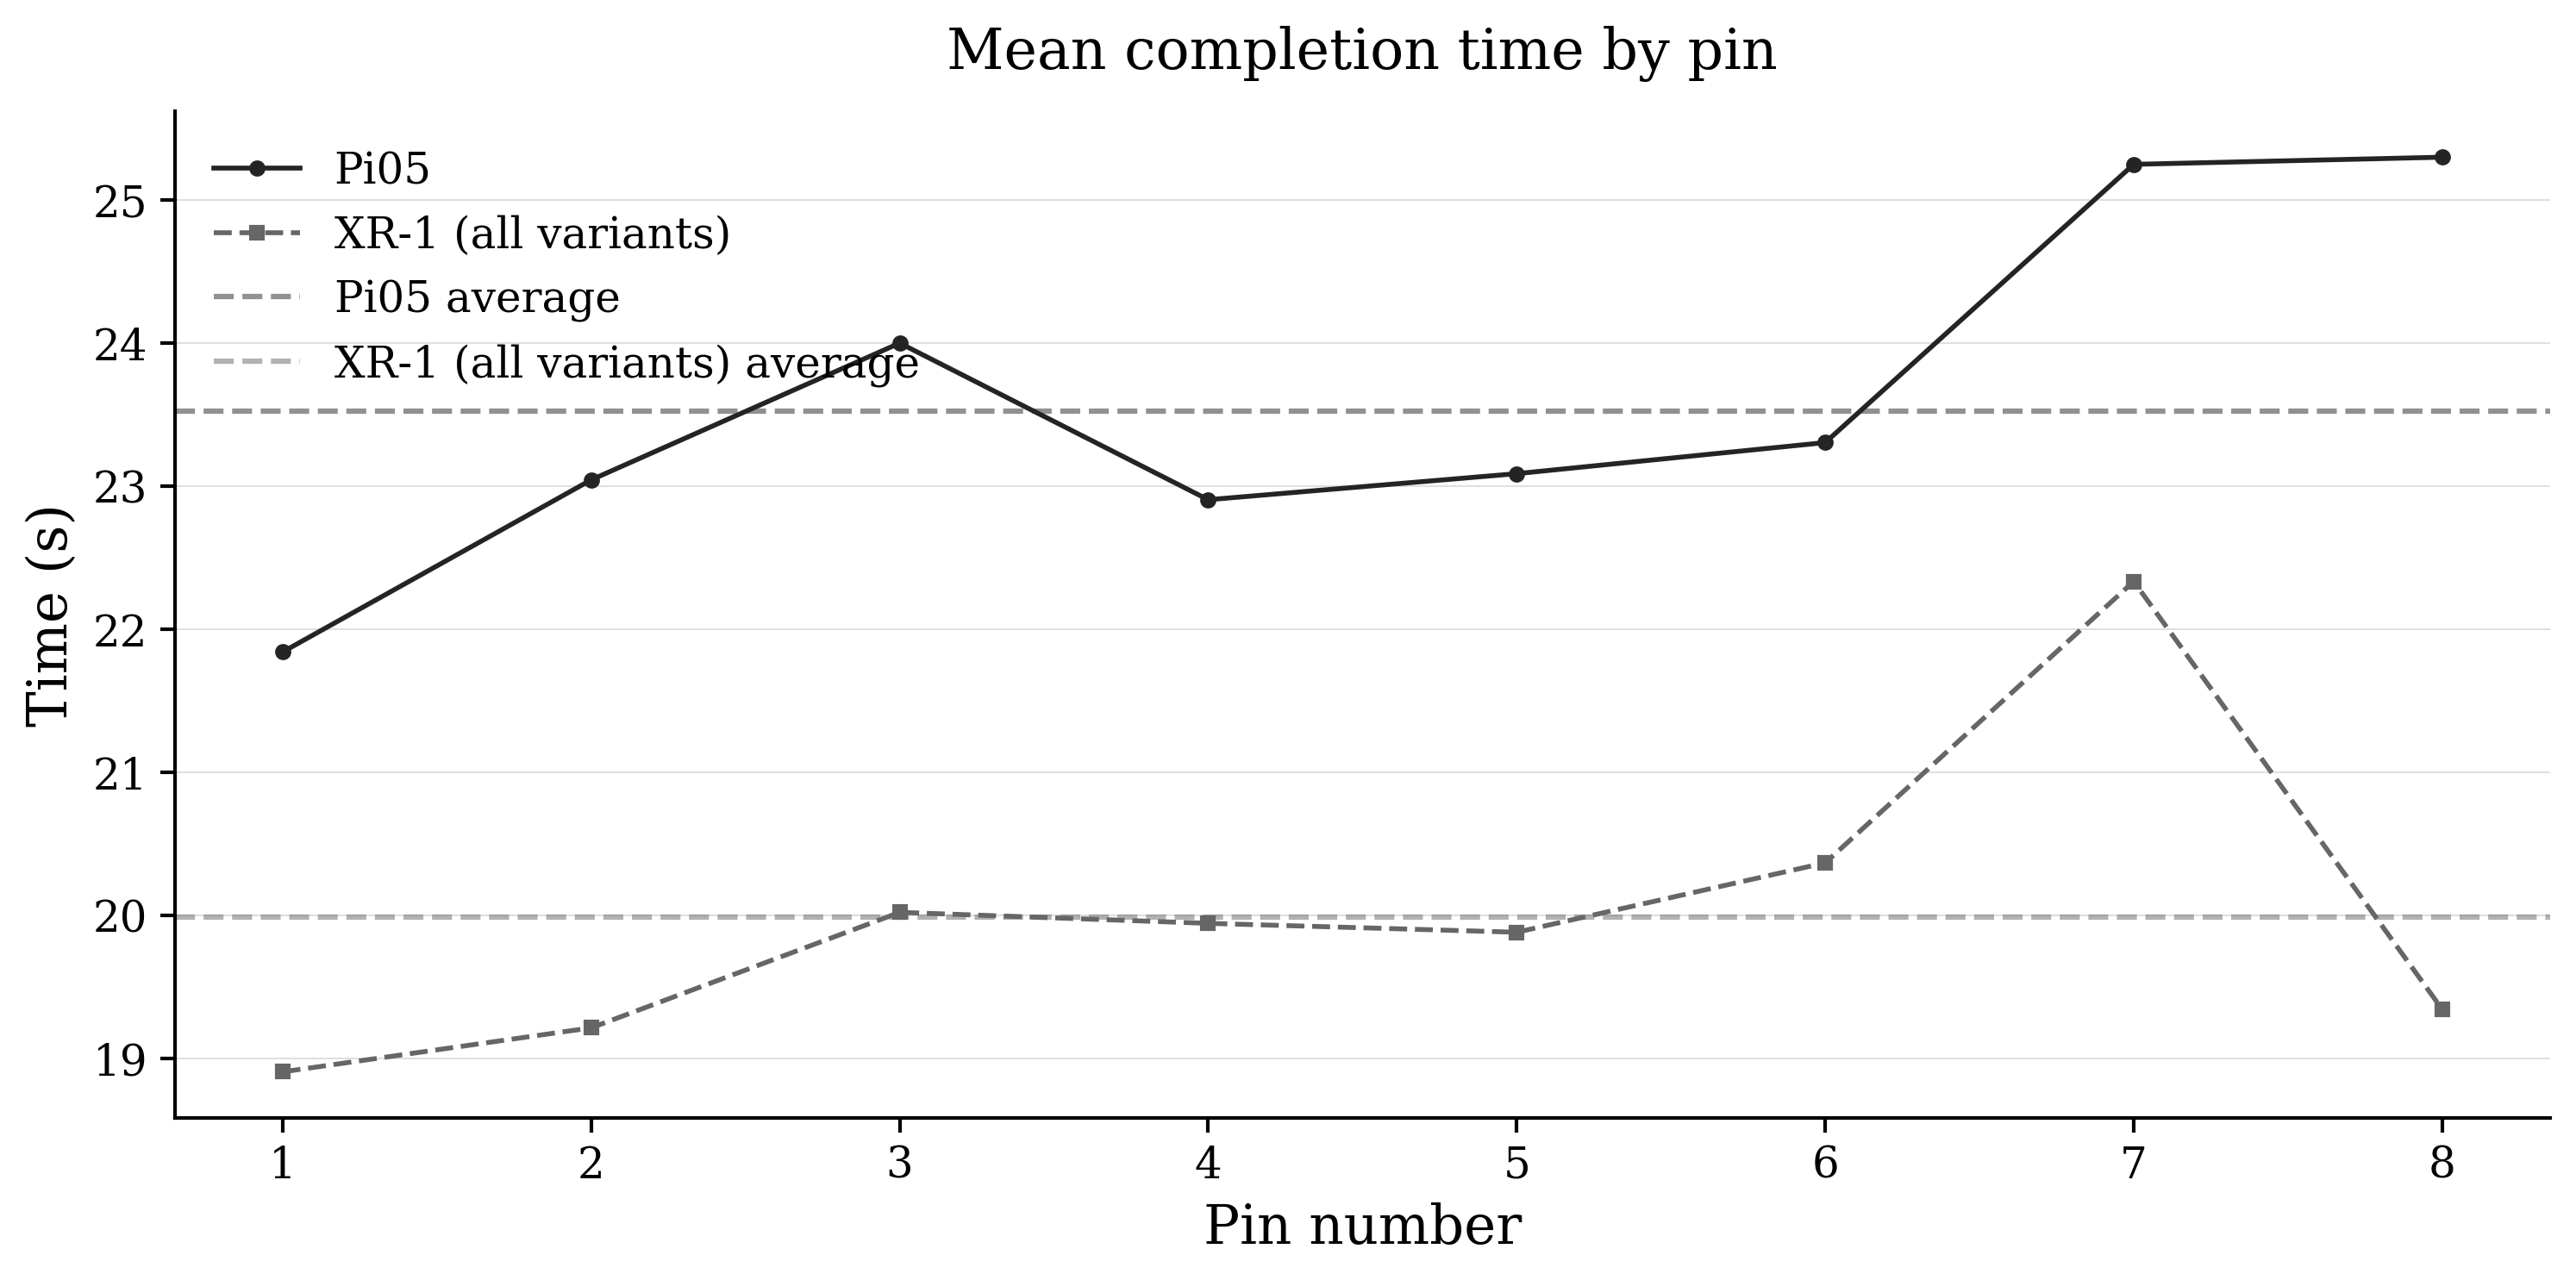 Mean completion time by pin
Pi05
XR-1 (all variants)
Pi05 average
XR-1 (all variants) average
Time (s)
25
24
23
22
21
20
19
1 2 3 4 5 6 7 8
Pin number